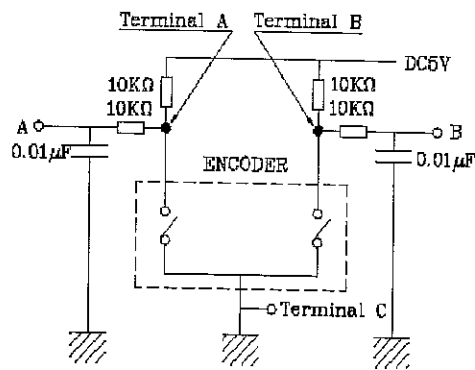 Terminal A
Terminal B
DC5V
10KΩ
10KΩ
10KΩ
10KΩ
A
B
0.01μF
0.01μF
ENCODER
Terminal C